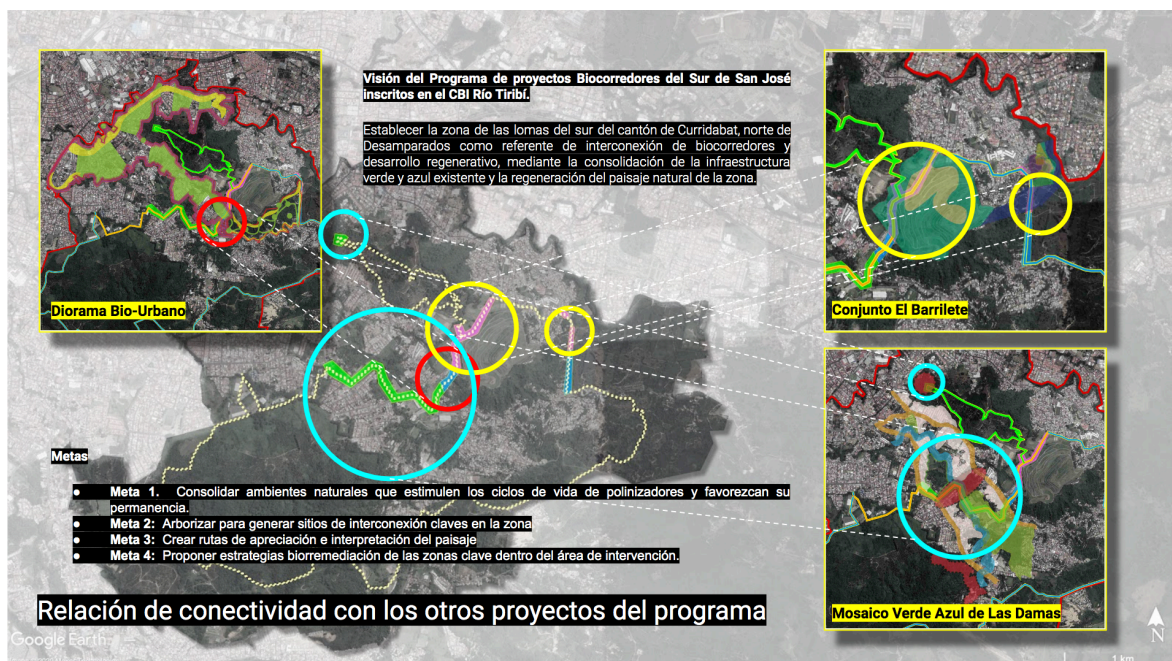 Visión del Programa de proyectos Biocorredores del Sur de San José
inscritos en el CBI Río Tiribí.
Establecer la zona de las lomas del sur del cantón de Curridabat, norte de
Desamparados como referente de interconexión de biocorredores y
desarrollo regenerativo, mediante la consolidación de la infraestructura
verde y azul existente y la regeneración del paisaje natural de la zona.
Diorama Bio-Urbano
Conjunto El Barrilete
Metas
● Meta 1. Consolidar ambientes naturales que estimulen los ciclos de vida de polinizadores y favorezcan su
permanencia.
● Meta 2: Arborizar para generar sitios de interconexión claves en la zona
● Meta 3: Crear rutas de apreciación e interpretación del paisaje
● Meta 4: Proponer estrategias biorremediación de las zonas clave dentro del área de intervención.
Mosaico Verde Azul de Las Damas
Relación de conectividad con los otros proyectos del programa
Google Earth
N
1 km